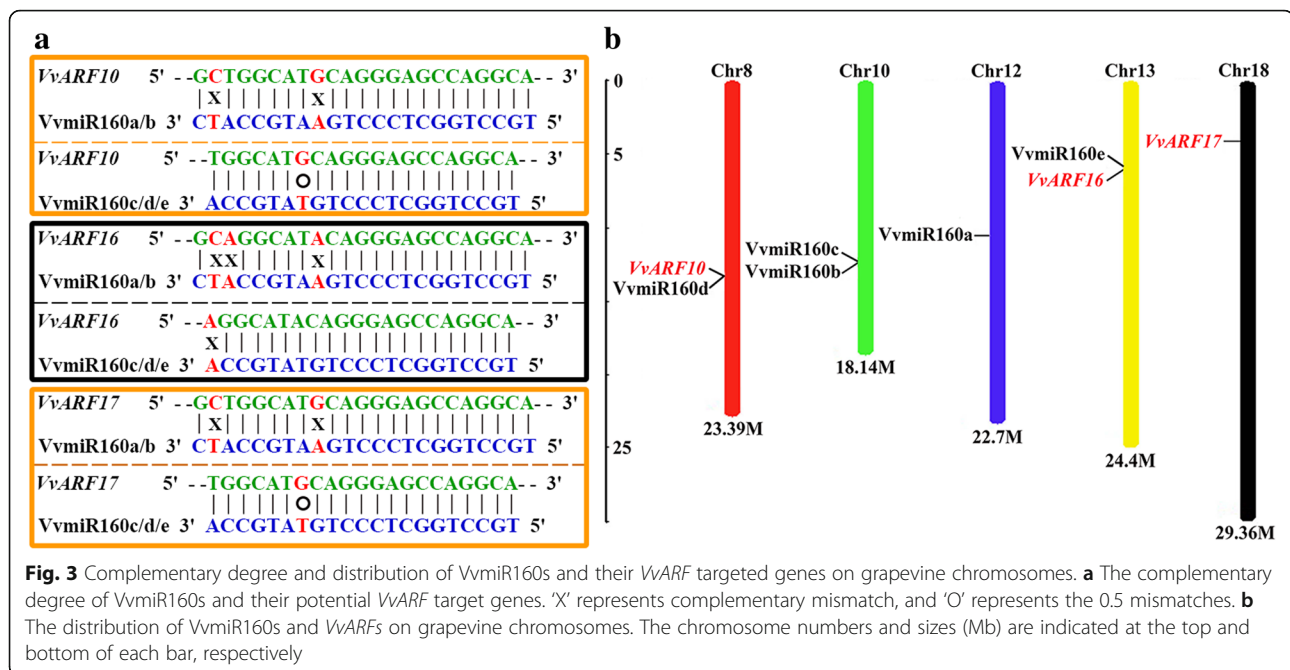 a
VvARF10 5' --GCTGGCATGCAGGGAGCCAGGCA-- 3'
X X
VvmiR160a/b 3' CTACCGTAAGTCCCTCGGTCCGT 5'
VvARF10 5' --TGGCATGCAGGGAGCCAGGCA-- 3'
O
VvmiR160c/d/e 3' ACCGTATGTCCCTCGGTCCGT 5'
VvARF16 5' --GCAGGCATACAGGGAGCCAGGCA-- 3'
XX X
VvmiR160a/b 3' CTACCGTAAGTCCCTCGGTCCGT 5'
VvARF16 5' --AGGCATACAGGGAGCCAGGCA-- 3'
X
VvmiR160c/d/e 3' ACCGTATGTCCCTCGGTCCGT 5'
VvARF17 5' --GCTGGCATGCAGGGAGCCAGGCA-- 3'
X X
VvmiR160a/b 3' CTACCGTAAGTCCCTCGGTCCGT 5'
VvARF17 5' --TGGCATGCAGGGAGCCAGGCA-- 3'
O
VvmiR160c/d/e 3' ACCGTATGTCCCTCGGTCCGT 5'
b
0
5
25
Chr8
VvARF10
VvmiR160d
23.39M
Chr10
VvmiR160c
VvmiR160b
18.14M
Chr12
VvmiR160a
22.7M
Chr13
VvmiR160e
VvARF16
24.4M
Chr18
VvARF17
29.36M
Fig. 3 Complementary degree and distribution of VvmiR160s and their VvARF targeted genes on grapevine chromosomes. a The complementary
degree of VvmiR160s and their potential VvARF target genes. ‘X’ represents complementary mismatch, and ‘O’ represents the 0.5 mismatches. b
The distribution of VvmiR160s and VvARFs on grapevine chromosomes. The chromosome numbers and sizes (Mb) are indicated at the top and
bottom of each bar, respectively